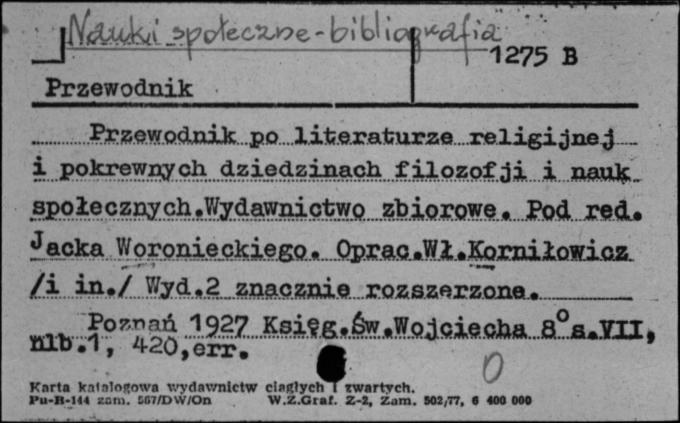 Nauki społeczne-bibliografia
1275 B
Przewodnik
Przewodnik po literaturze religijnej
i pokrewnych dziedzinach filozofji i nauk
społecznych.Wydawnictwo zbiorowe. Pod red.
Jacka Woronieckiego. Oprac.Wł.Korniłowicz
/i in./ Wyd.2 znacznie rozszerzone.
Poznań 1927 Księg.Św.Wojciecha 8° s.VII,
nlb.1, 420,err.
0
Karta katalogowa wydawnictw ciągłych i zwartych.
Pu-B-144 zam. 567/DW/On W.Z.Graf. Z-2, Zam. 502/77, 6 400 000